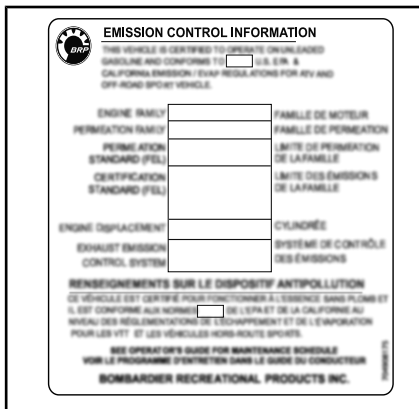 EMISSION CONTROL INFORMATION
BRP
THIS VEHICLE IS CERTIFIED TO OPERATE ON UNLEADED
GASOLINE AND CONFORMS TO U.S. EPA &
CALIFORNIA EMISSION / EVAP REGULATIONS FOR ATV AND
OFF-ROAD SPORT VEHICLE.
ENGINE FAMILY FAMILLE DE MOTEUR
PERMEATION FAMILY FAMILLE DE PERMEATION
PERMEATION LIMITE DE PERMEATION
STANDARD (FEL) DE LA FAMILLE
CERTIFICATION LIMITE DES ÉMISSIONS
STANDARD (FEL) DE LA FAMILLE
ENGINE DISPLACEMENT CYLINDRÉE
EXHAUST EMISSION SYSTÈME DE CONTRÔLE
CONTROL SYSTEM DES ÉMISSIONS
RENSEIGNEMENTS SUR LE DISPOSITIF ANTIPOLLUTION
CE VÉHICULE EST CERTIFIÉ POUR FONCTIONNER À L'ESSENCE SANS PLOMB ET
IL EST CONFORME AUX NORMES DE L'EPA ET DE LA CALIFORNIE AU
NIVEAU DES RÉGLEMENTATIONS DE L'ÉCHAPPEMENT ET DE L'ÉVAPORATION
POUR LES VTT ET LES VÉHICULES HORS-ROUTE SPORTS.
SEE OPERATOR'S GUIDE FOR MAINTENANCE SCHEDULE
VOIR LE PROGRAMME D'ENTRETIEN DANS LE GUIDE DU CONDUCTEUR
BOMBARDIER RECREATIONAL PRODUCTS INC.